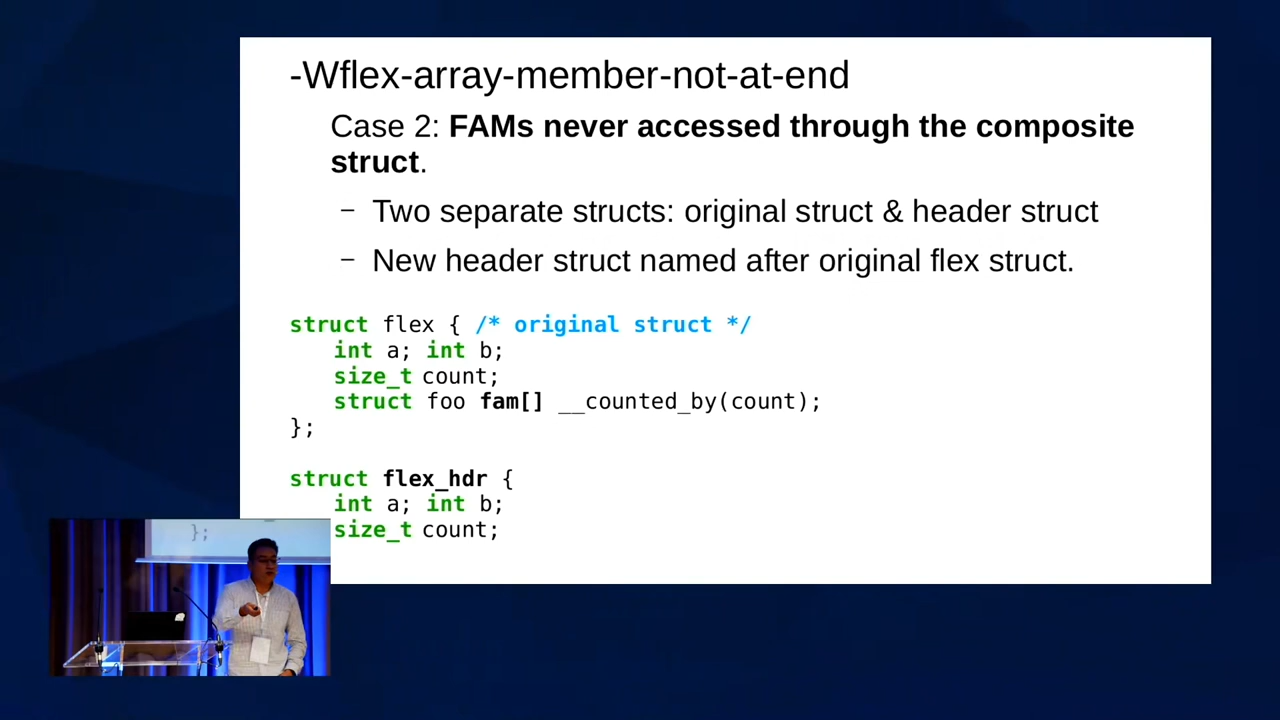 -Wflex-array-member-not-at-end
Case 2: FAMs never accessed through the composite
struct.
– Two separate structs: original struct & header struct
– New header struct named after original flex struct.
struct flex { /* original struct */
int a; int b;
size_t count;
struct foo fam[] __counted_by(count);
};
struct flex_hdr {
int a; int b;
size_t count;
};